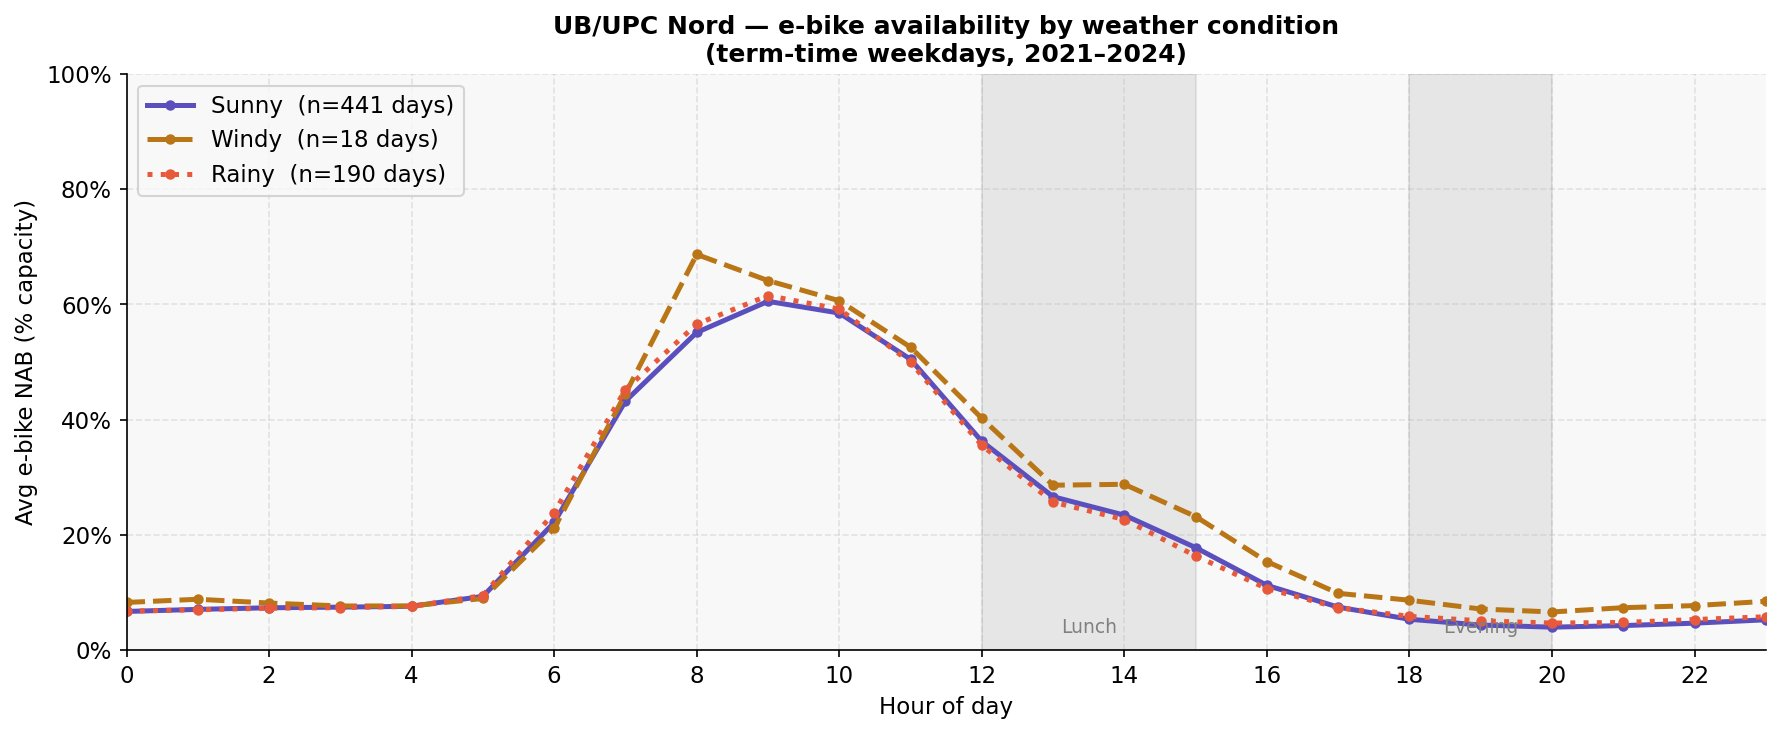 UB/UPC Nord — e-bike availability by weather condition
(term-time weekdays, 2021–2024)
100%
80%
60%
40%
20%
0%
Avg e-bike NAB (% capacity)
Sunny  (n=441 days)
Windy  (n=18 days)
Rainy  (n=190 days)
Lunch
Evening
0 2 4 6 8 10 12 14 16 18 20 22
Hour of day